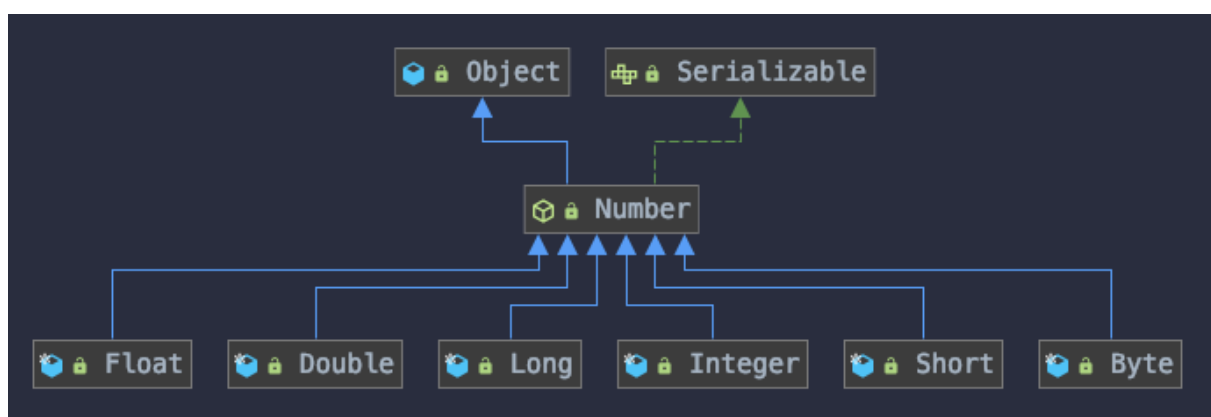 Object Serializable
Number
Float Double Long Integer Short Byte